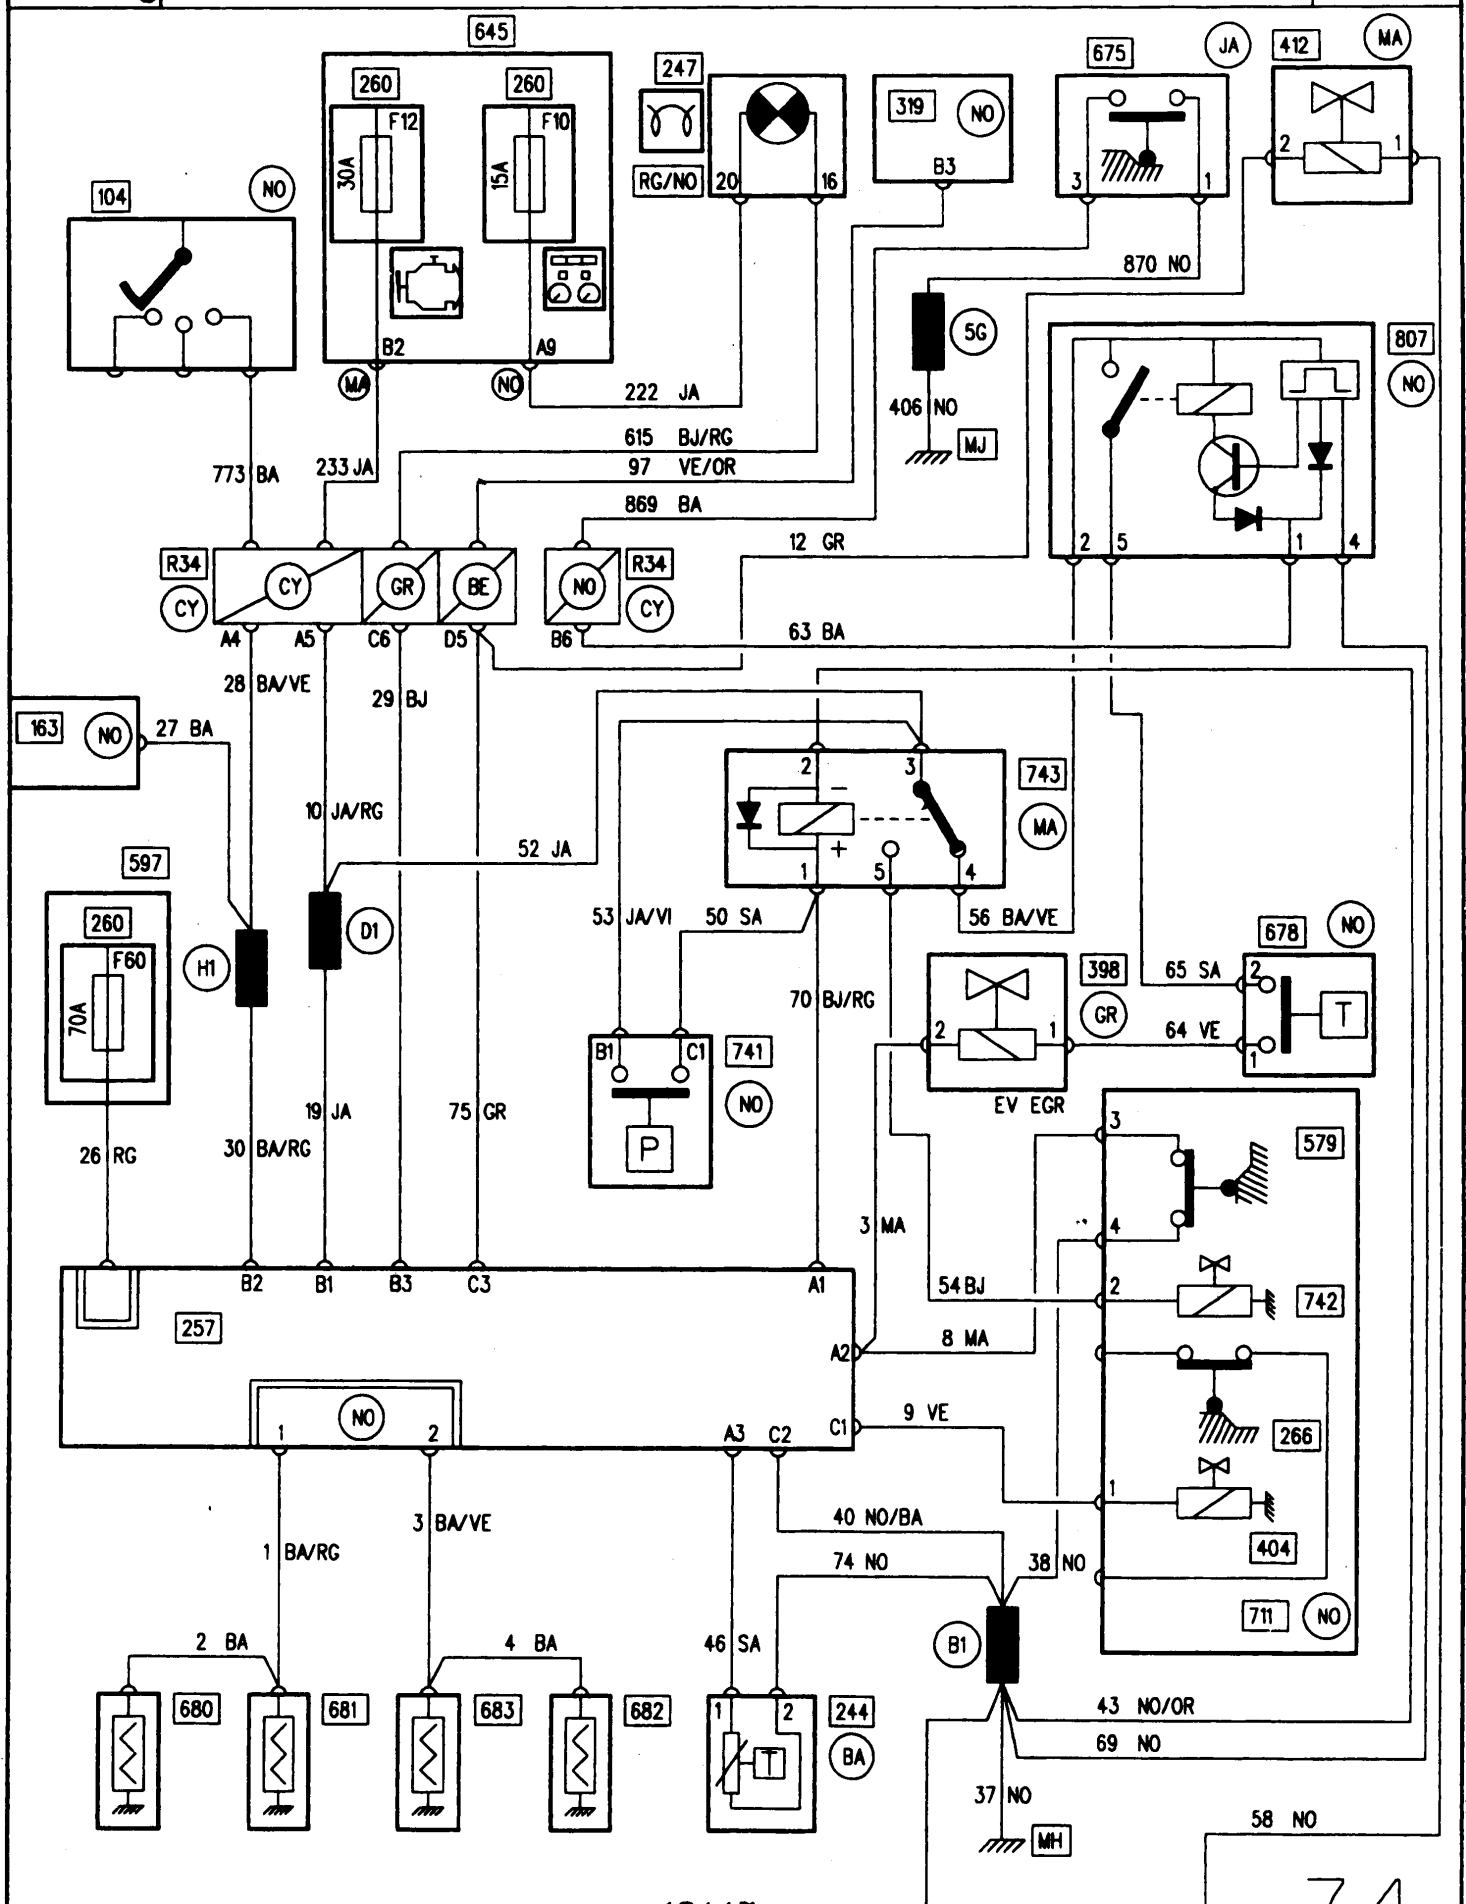 645
247
675
JA
412
MA
260
260
F12
F10
30A
15A
319
NO
B3
RG/NO
20
16
3
1
2
1
104
NO
870 NO
B2
A9
MA
NO
5G
807
NO
222 JA
406 NO
MJ
615 BJ/RG
97 VE/OR
773 BA
233 JA
869 BA
12 GR
2
5
1
4
R34
CY
CY
GR
BE
NO
R34
CY
A4
A5
C6
D5
B6
63 BA
28 BA/VE
29 BJ
163
NO
27 BA
2
3
743
MA
10 JA/RG
52 JA
1
5
4
597
260
F60
70A
H1
D1
53 JA/VI
50 SA
56 BA/VE
678
NO
70 BJ/RG
398
GR
65 SA
2
T
2
1
64 VE
1
B1
C1
741
NO
P
EV EGR
26 RG
30 BA/RG
19 JA
75 GR
3
579
3 MA
4
B2
B1
B3
C3
A1
54 BJ
2
742
257
A2
8 MA
NO
1
2
A3
C2
C1
9 VE
266
1
40 NO/BA
3 BA/VE
1 BA/RG
74 NO
38 NO
404
711
NO
2 BA
4 BA
46 SA
B1
680
681
683
682
1
2
T
244
BA
43 NO/OR
69 NO
37 NO
MH
58 NO